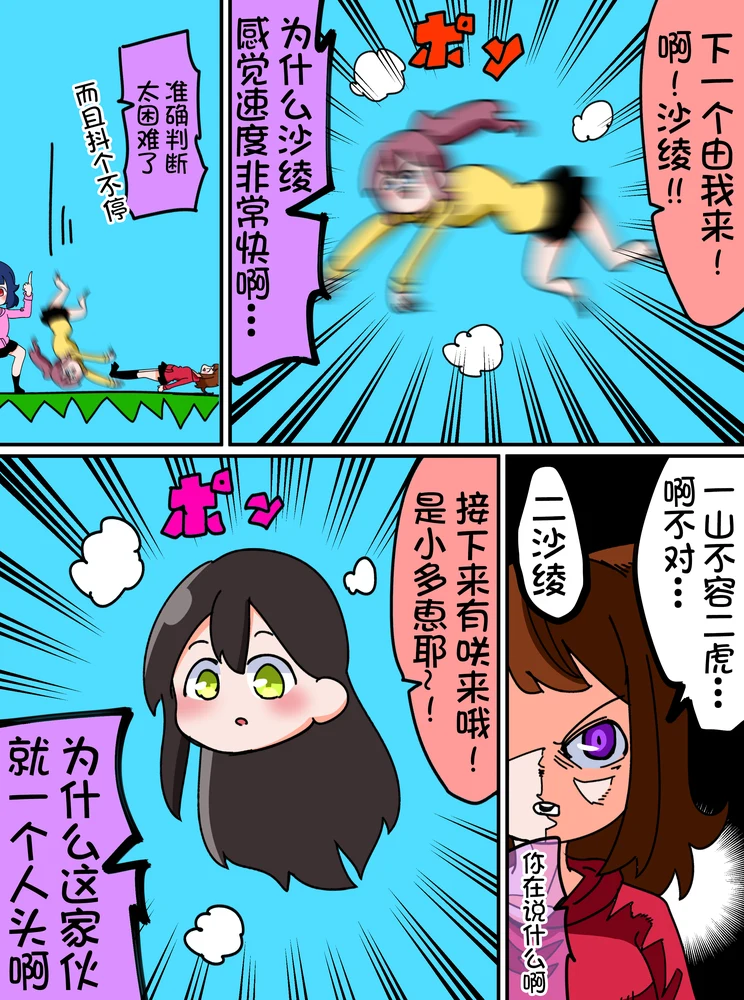 下一个由我来！
啊！沙绫!!
ポン
为什么沙绫
感觉速度非常快啊…
准确判断
太困难了
而且抖个不停
一山不容二虎…
啊不对…
二沙绫
你在说什么啊
接下来有咲来哦！
是小多惠耶~！
ポン
为什么这家伙
就一个人头啊